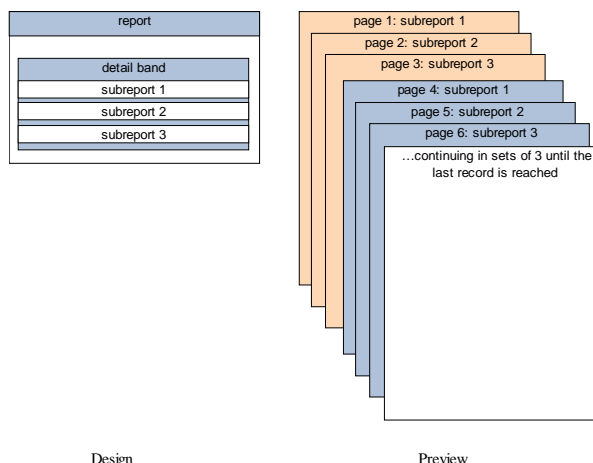 report
detail band
subreport 1
subreport 2
subreport 3
page 1: subreport 1
page 2: subreport 2
page 3: subreport 3
page 4: subreport 1
page 5: subreport 2
page 6: subreport 3
…continuing in sets of 3 until the
last record is reached
Design
Preview